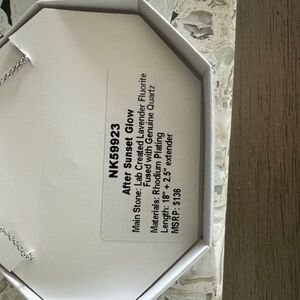 NK59923
After Sunset Glow
Main Stone: Lab Created Lavender Fluorite
Fused with Genuine Quartz
Materials: Rhodium Plating
Length: 18" + 2.5" extender
MSRP: $136